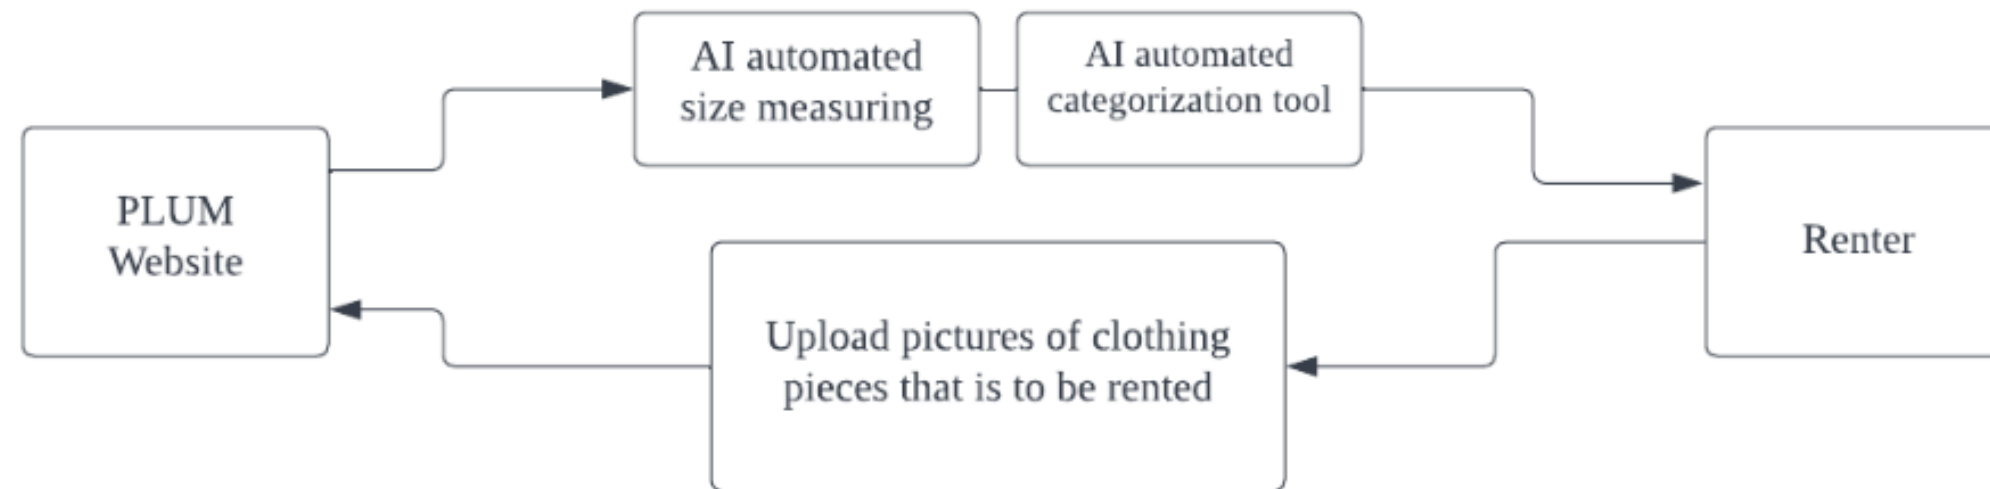 AI automated
size measuring
AI automated
categorization tool
PLUM
Website
Renter
Upload pictures of clothing
pieces that is to be rented